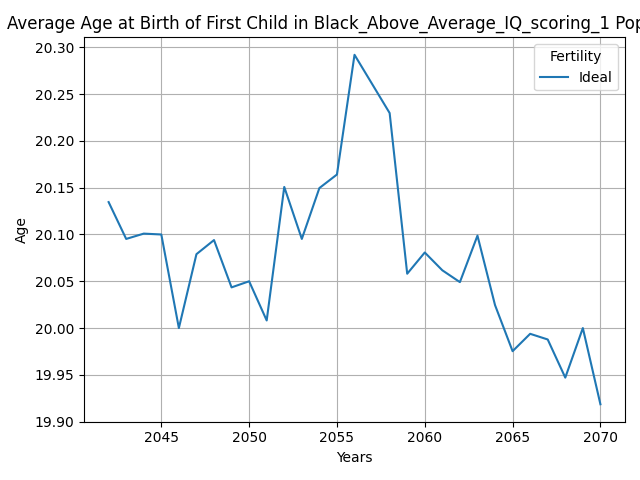 Average Age at Birth of First Child in Black_Above_Average_IQ_scoring_1 Pop
20.30
20.25
20.20
20.15
20.10
20.05
20.00
19.95
19.90
Age
Fertility
Ideal
2045 2050 2055 2060 2065 2070
Years